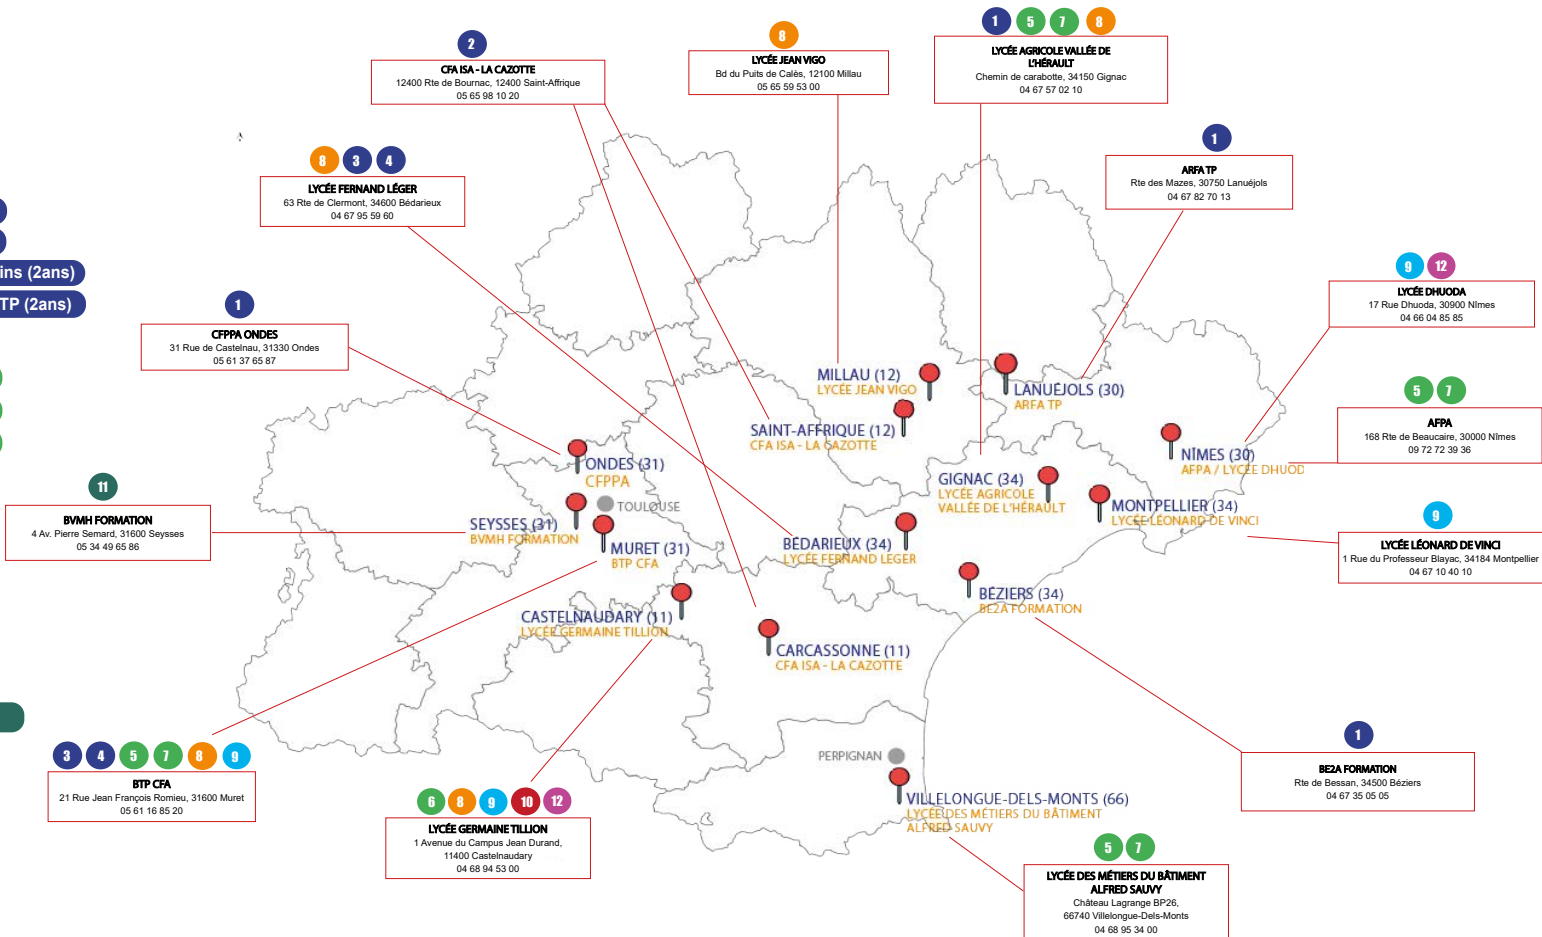 2
CFA ISA - LA CAZOTTE
12400 Rte de Bournac, 12400 Saint-Affrique
05 65 98 10 20
8
LYCÉE JEAN VIGO
Bd du Puits de Calès, 12100 Millau
05 65 59 53 00
1 5 7 8
LYCÉE AGRICOLE VALLÉE DE
L'HÉRAULT
Chemin de carabotte, 34150 Gignac
04 67 57 02 10
8 3 4
LYCÉE FERNAND LÉGER
63 Rte de Clermont, 34600 Bédarieux
04 67 95 59 60
1
ARFA TP
Rte des Mazes, 30750 Lanuéjols
04 67 82 70 13
ins (2ans)
TP (2ans)
1
CFPPA ONDES
31 Rue de Castelnau, 31330 Ondes
05 61 37 65 87
9 12
LYCÉE DHUODA
17 Rue Dhuoda, 30900 Nîmes
04 66 04 85 85
5 7
AFPA
168 Rte de Beaucaire, 30000 Nîmes
09 72 72 39 36
11
BVMH FORMATION
4 Av. Pierre Semard, 31600 Seysses
05 34 49 65 86
9
LYCÉE LÉONARD DE VINCI
1 Rue du Professeur Blayac, 34184 Montpellier
04 67 10 40 10
MILLAU (12)
LYCÉE JEAN VIGO
LANUÉJOLS (30)
ARFA TP
SAINT-AFFRIQUE (12)
CFA ISA - LA CAZOTTE
NÎMES (30)
AFPA / LYCÉE DHUOD
ONDES (31)
CFPPA
TOULOUSE
GIGNAC (34)
LYCÉE AGRICOLE
VALLÉE DE L'HÉRAULT
MONTPELLIER (34)
LYCÉE LÉONARD DE VINCI
SEYSSES (31)
BVMH FORMATION
MURET (31)
BTP CFA
BÉDARIEUX (34)
LYCÉE FERNAND LEGER
BÉZIERS (34)
BE2A FORMATION
CASTELNAUDARY (11)
LYCÉE GERMAINE TILLION
CARCASSONNE (11)
CFA ISA - LA CAZOTTE
PERPIGNAN
VILLELONGUE-DELS-MONTS (66)
LYCÉE DES MÉTIERS DU BÂTIMENT
ALFRED SAUVY
3 4 5 7 8 9
BTP CFA
21 Rue Jean François Romieu, 31600 Muret
05 61 16 85 20
6 8 9 10 12
LYCÉE GERMAINE TILLION
1 Avenue du Campus Jean Durand,
11400 Castelnaudary
04 68 94 53 00
1
BE2A FORMATION
Rte de Bessan, 34500 Béziers
04 67 35 05 05
5 7
LYCÉE DES MÉTIERS DU BÂTIMENT
ALFRED SAUVY
Château Lagrange BP26,
66740 Villelongue-Dels-Monts
04 68 95 34 00